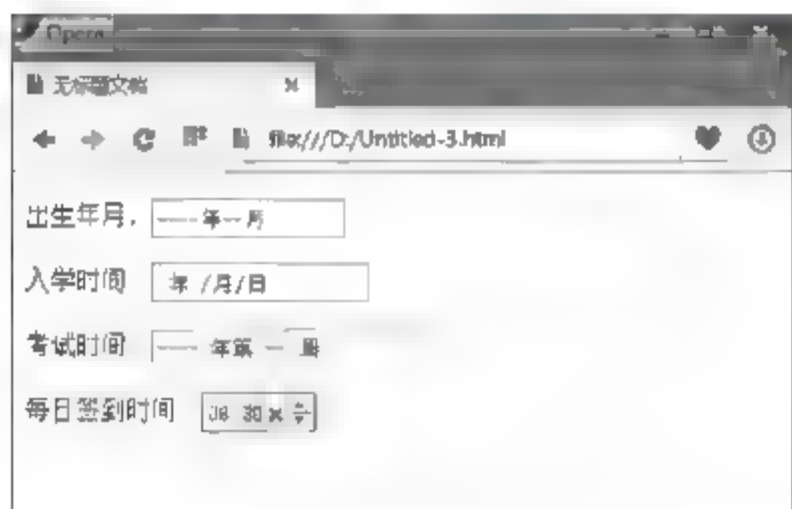 Opera
无标题文档
file:///D:/Untitled-3.html
出生年月: ---- 年 -- 月
入学时间 年 /月/日
考试时间 ---- 年第 -- 周
每日签到时间 08 30